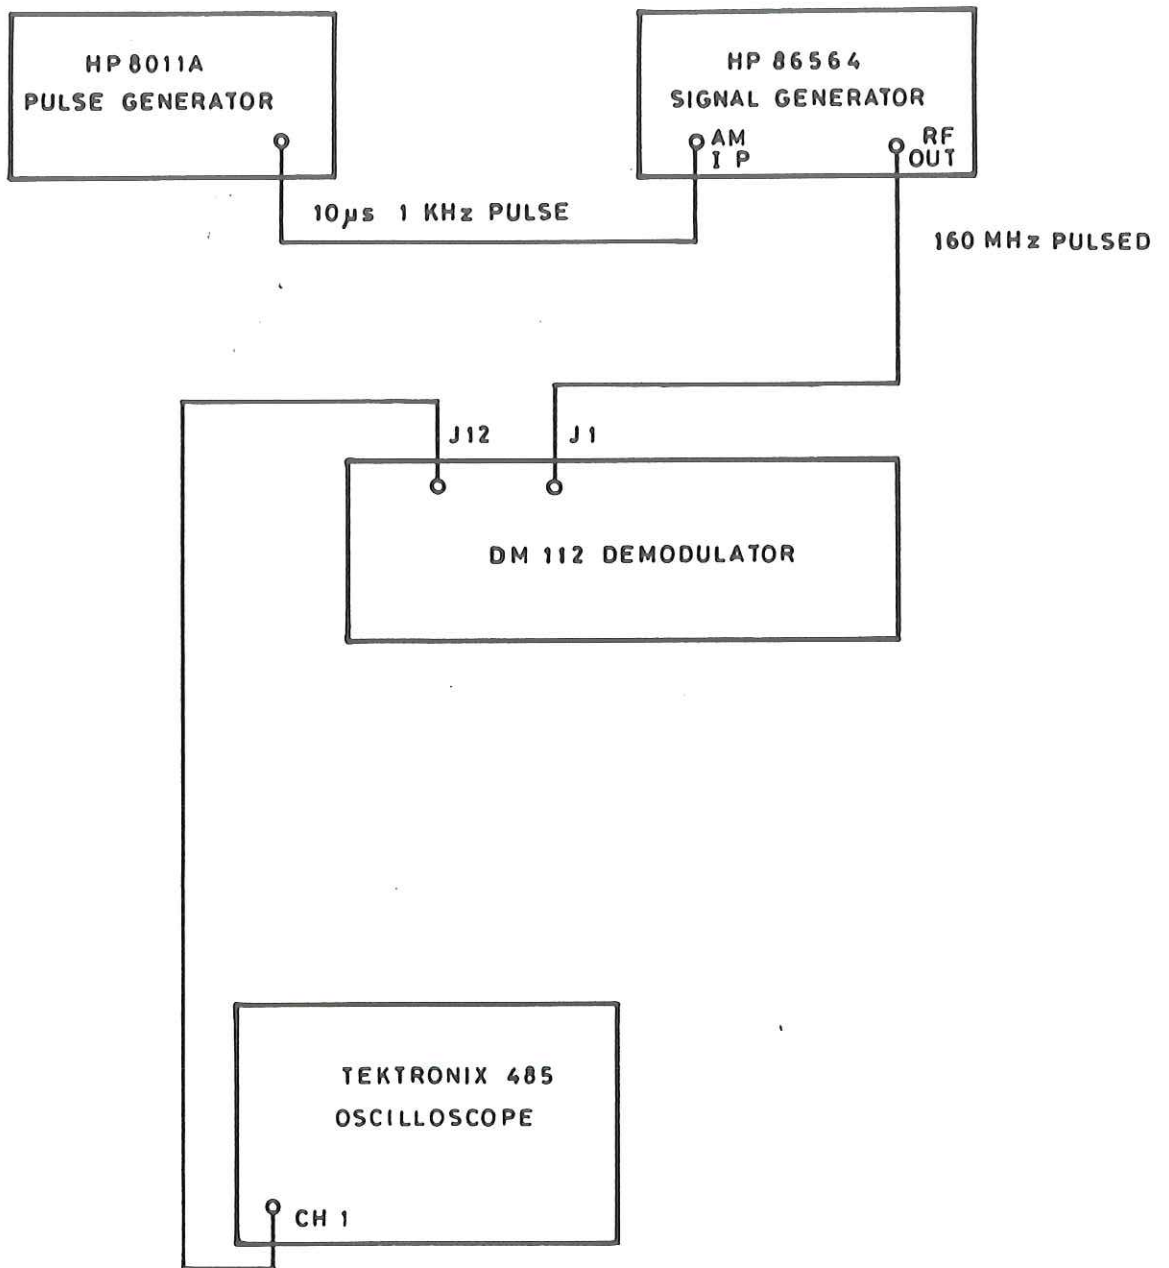 HP 8011A
PULSE GENERATOR
HP 86564
SIGNAL GENERATOR
AM
I P
RF
OUT
10µs 1 KHz PULSE
160 MHz PULSED
J12
J1
DM 112 DEMODULATOR
TEKTRONIX 485
OSCILLOSCOPE
CH 1